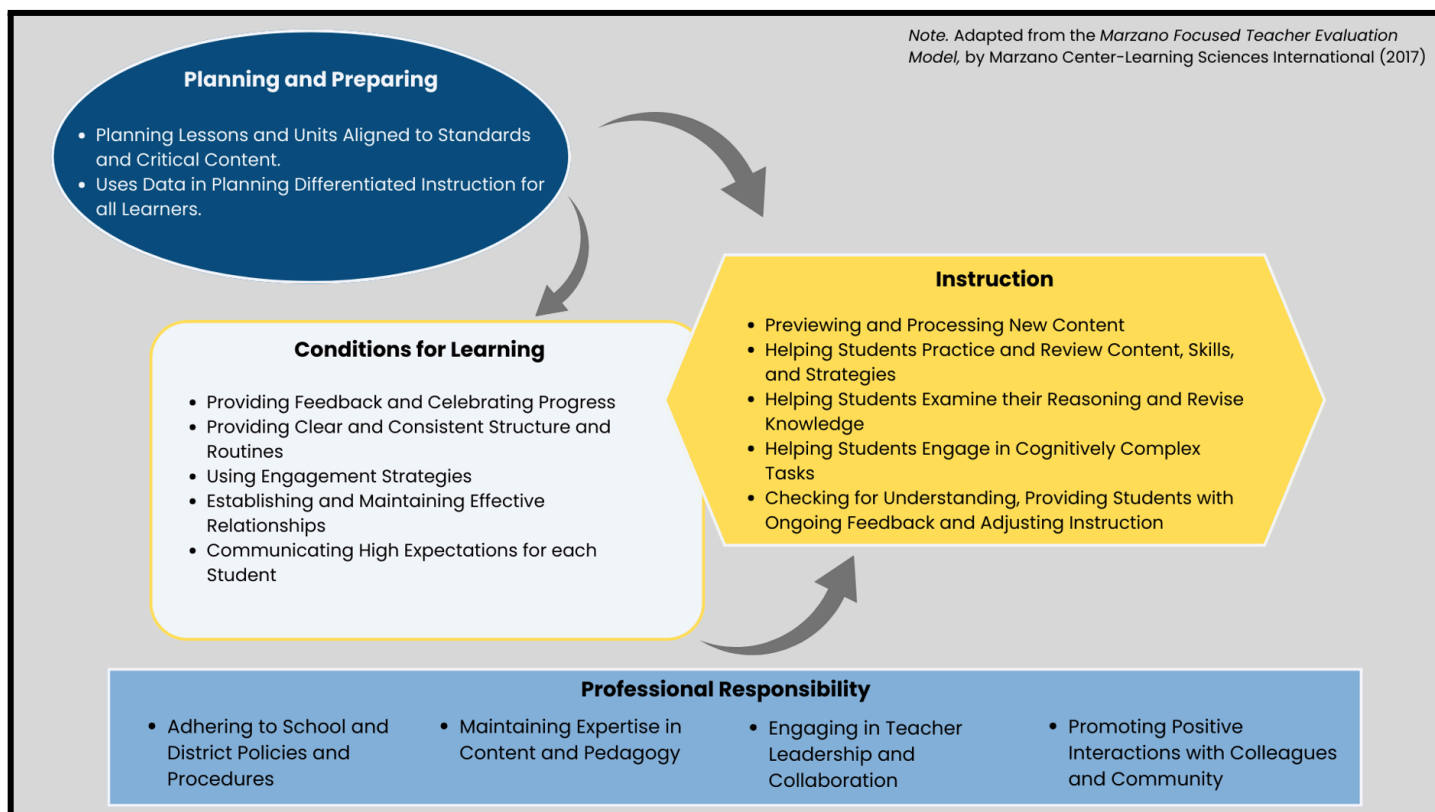 Note. Adapted from the Marzano Focused Teacher Evaluation
Model, by Marzano Center-Learning Sciences International (2017)
Planning and Preparing
• Planning Lessons and Units Aligned to Standards
and Critical Content.
• Uses Data in Planning Differentiated Instruction for
all Learners.
Conditions for Learning
• Providing Feedback and Celebrating Progress
• Providing Clear and Consistent Structure and
Routines
• Using Engagement Strategies
• Establishing and Maintaining Effective
Relationships
• Communicating High Expectations for each
Student
Instruction
• Previewing and Processing New Content
• Helping Students Practice and Review Content, Skills,
and Strategies
• Helping Students Examine their Reasoning and Revise
Knowledge
• Helping Students Engage in Cognitively Complex
Tasks
• Checking for Understanding, Providing Students with
Ongoing Feedback and Adjusting Instruction
Professional Responsibility
• Adhering to School and
District Policies and
Procedures
• Maintaining Expertise in
Content and Pedagogy
• Engaging in Teacher
Leadership and
Collaboration
• Promoting Positive
Interactions with Colleagues
and Community